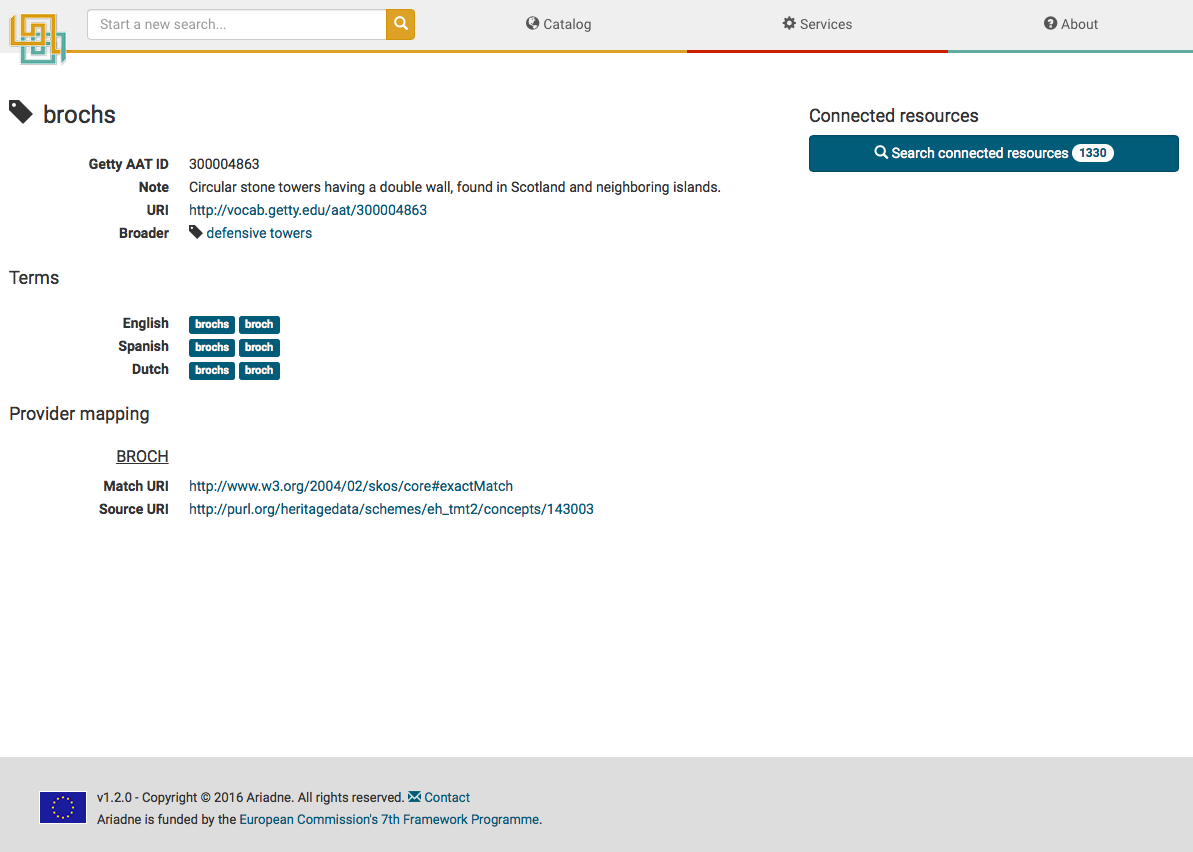 Start a new search...
Catalog
Services
About
brochs
Getty AAT ID 300004863
Note Circular stone towers having a double wall, found in Scotland and neighboring islands.
URI http://vocab.getty.edu/aat/300004863
Broader defensive towers
Connected resources
Search connected resources 1330
Terms
English brochs broch
Spanish brochs broch
Dutch brochs broch
Provider mapping
BROCH
Match URI http://www.w3.org/2004/02/skos/core#exactMatch
Source URI http://purl.org/heritagedata/schemes/eh_tmt2/concepts/143003
v1.2.0 - Copyright © 2016 Ariadne. All rights reserved. Contact
Ariadne is funded by the European Commission's 7th Framework Programme.